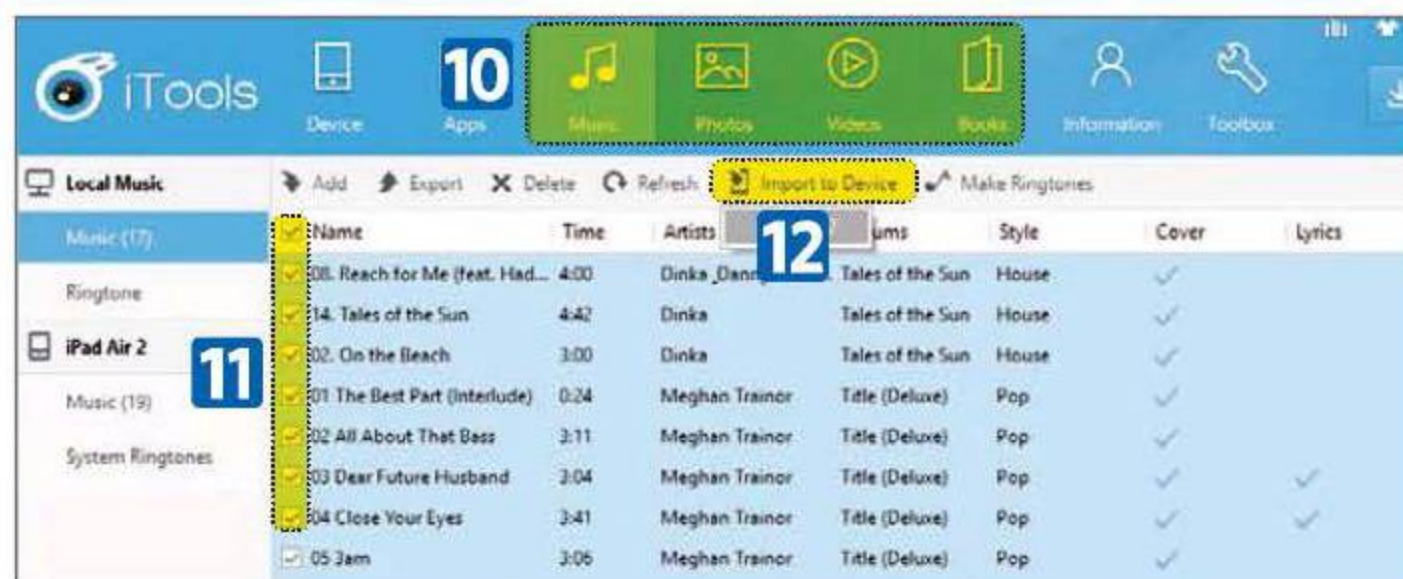 iTools
Device
Apps
10
Music
Photos
Videos
Books
Information
Toolbox
Local Music
Add Export Delete Refresh Import to Device Make Ringtones
Music (17)
Name Time Artists ums Style Cover Lyrics
12
08. Reach for Me (feat. Had... 4:00 Dinka_Dann Tales of the Sun House
Ringtone
14. Tales of the Sun 4:42 Dinka Tales of the Sun House
iPad Air 2
11
02. On the Beach 3:00 Dinka Tales of the Sun House
Music (19)
01 The Best Part (Interlude) 0:24 Meghan Trainor Title (Deluxe) Pop
02 All About That Bass 3:11 Meghan Trainor Title (Deluxe) Pop
System Ringtones
03 Dear Future Husband 3:04 Meghan Trainor Title (Deluxe) Pop
04 Close Your Eyes 3:41 Meghan Trainor Title (Deluxe) Pop
05 3am 3:06 Meghan Trainor Title (Deluxe) Pop